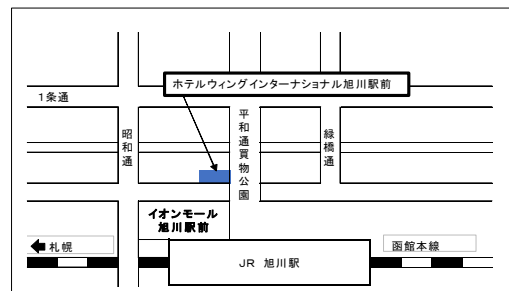 ホテルウィングインターナショナル旭川駅前
1条通
昭和通
平和通買物公園
緑橋通
イオンモール
旭川駅前
札幌
函館本線
JR 旭川駅